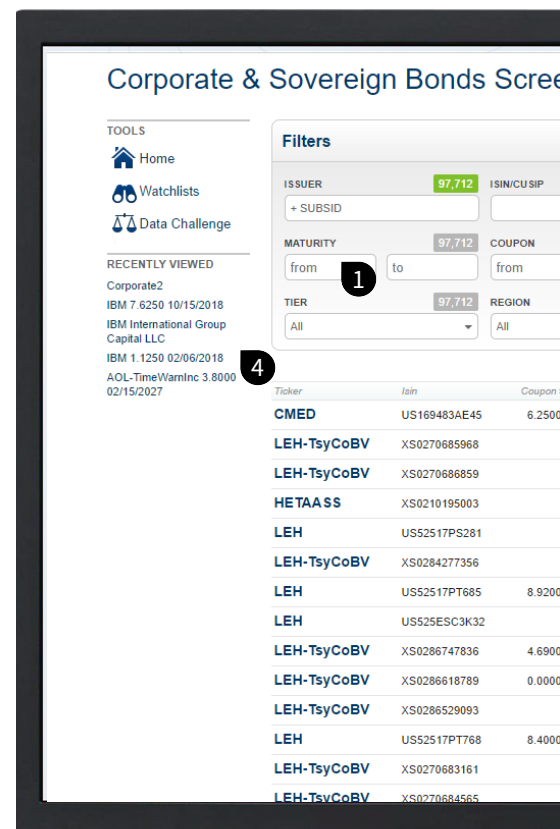 Corporate & Sovereign Bonds Scree
TOOLS
Home
Watchlists
Data Challenge
RECENTLY VIEWED
Corporate2
IBM 7.6250 10/15/2018
IBM International Group
Capital LLC
IBM 1.1250 02/06/2018
AOL-TimeWarnInc 3.8000
02/15/2027
4
Filters
ISSUER 97,712 ISIN/CUSIP
+ SUBSID
MATURITY 97,712 COUPON
from 1 to from
TIER 97,712 REGION
All All
Ticker Isin Coupon
CMED US169483AE45 6.2500
LEH-TsyCoBV XS0270685968
LEH-TsyCoBV XS0270686859
HETAASS XS0210195003
LEH US52517PS281
LEH-TsyCoBV XS0284277356
LEH US52517PT685 8.9200
LEH US525ESC3K32
LEH-TsyCoBV XS0286747836 4.6900
LEH-TsyCoBV XS0286618789 0.0000
LEH-TsyCoBV XS0286529093
LEH US52517PT768 8.4000
LEH-TsyCoBV XS0270683161
LEH-TsyCoBV XS0270684565